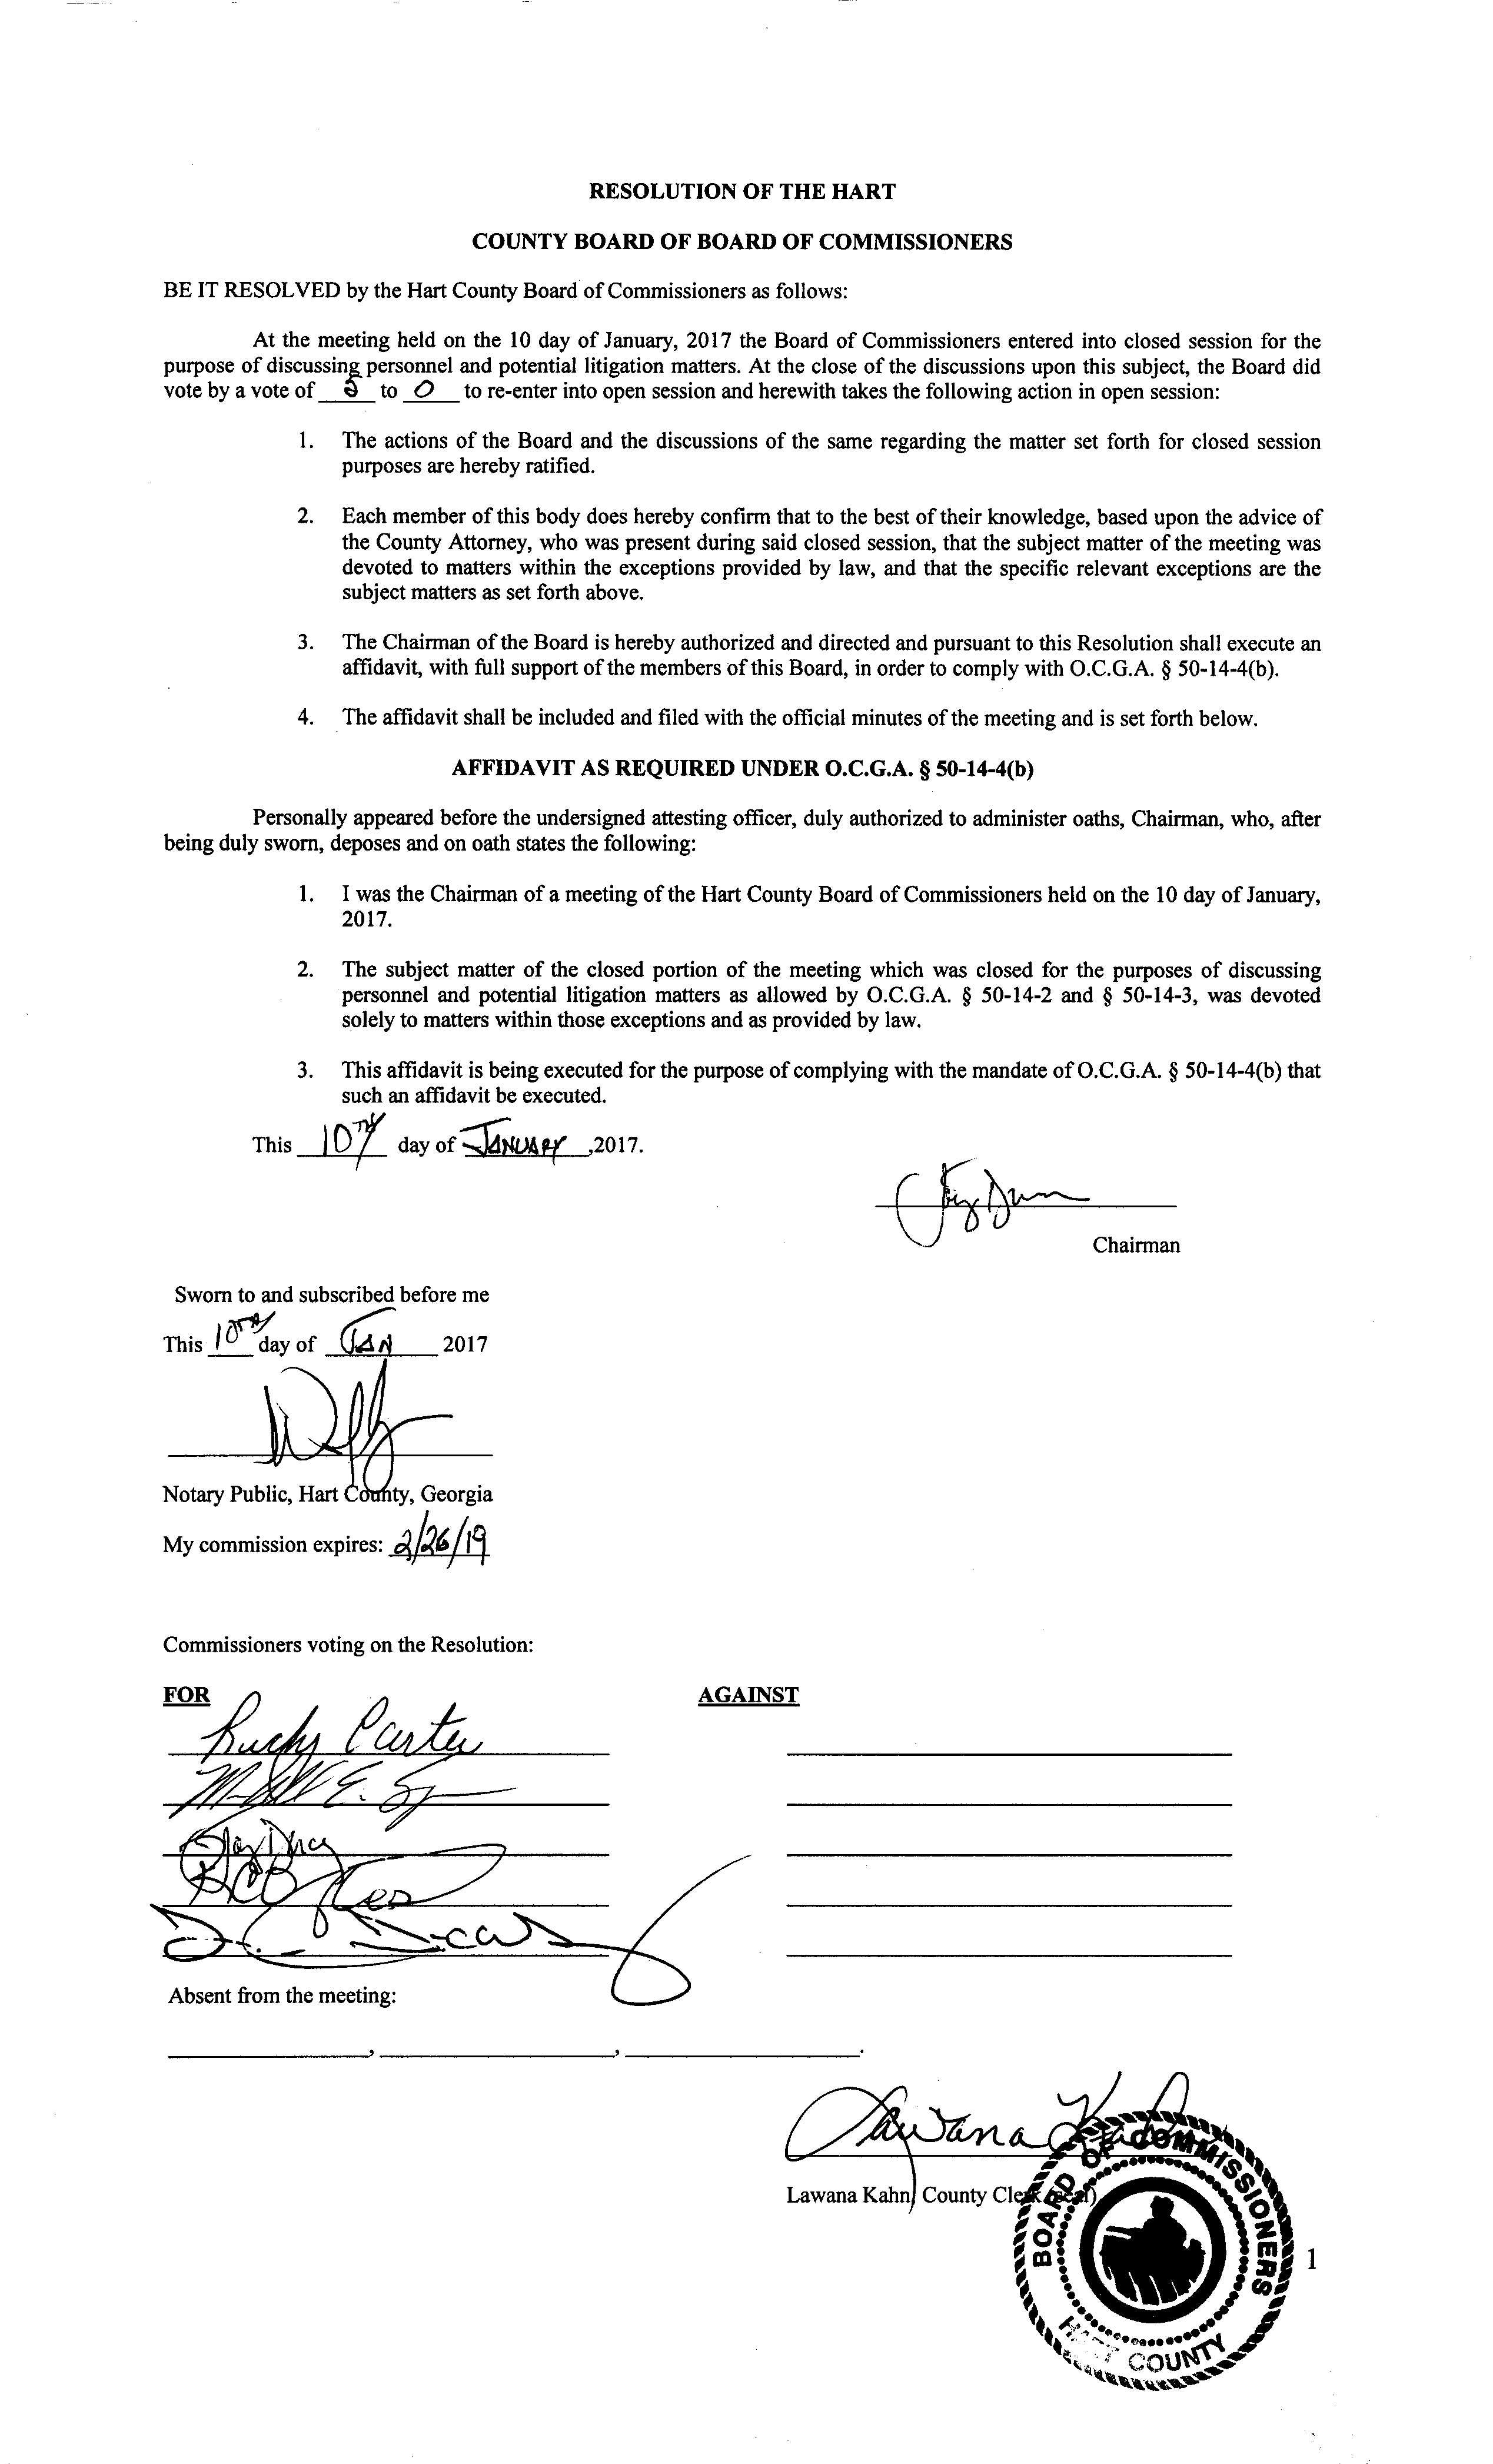 RESOLUTION OF THE HART
COUNTY BOARD OF BOARD OF COMMISSIONERS
BE IT RESOLVED by the Hart County Board of Commissioners as follows:
At the meeting held on the 10 day of January, 2017 the Board of Commissioners entered into closed session for the
purpose of discussing personnel and potential litigation matters. At the close of the discussions upon this subject, the Board did
vote by a vote of 5 to 0 to re-enter into open session and herewith takes the following action in open session:
1. The actions of the Board and the discussions of the same regarding the matter set forth for closed session
purposes are hereby ratified.
2. Each member of this body does hereby confirm that to the best of their knowledge, based upon the advice of
the County Attorney, who was present during said closed session, that the subject matter of the meeting was
devoted to matters within the exceptions provided by law, and that the specific relevant exceptions are the
subject matters as set forth above.
3. The Chairman of the Board is hereby authorized and directed and pursuant to this Resolution shall execute an
affidavit, with full support of the members of this Board, in order to comply with O.C.G.A. § 50-14-4(b).
4. The affidavit shall be included and filed with the official minutes of the meeting and is set forth below.
AFFIDAVIT AS REQUIRED UNDER O.C.G.A. § 50-14-4(b)
Personally appeared before the undersigned attesting officer, duly authorized to administer oaths, Chairman, who, after
being duly sworn, deposes and on oath states the following:
1. I was the Chairman of a meeting of the Hart County Board of Commissioners held on the 10 day of January,
2017.
2. The subject matter of the closed portion of the meeting which was closed for the purposes of discussing
personnel and potential litigation matters as allowed by O.C.G.A. § 50-14-2 and § 50-14-3, was devoted
solely to matters within those exceptions and as provided by law.
3. This affidavit is being executed for the purpose of complying with the mandate of O.C.G.A. § 50-14-4(b) that
such an affidavit be executed.
This 10TH day of JANUARY ,2017.
Chairman
Sworn to and subscribed before me
This 10TH day of JAN 2017
Notary Public, Hart County, Georgia
My commission expires: 2/26/19
Commissioners voting on the Resolution:
FOR AGAINST
Carter
Absent from the meeting:
Lawana Kahn
Lawana Kahn, County Clerk (seal)
BOARD OF COMMISSIONERS
HART COUNTY
1